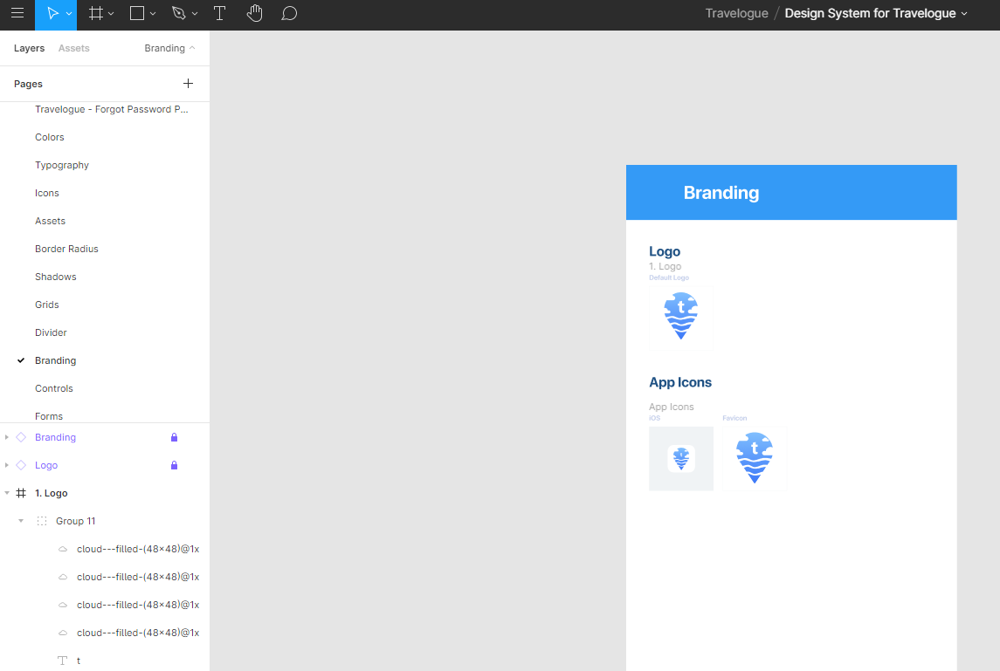 Travelogue / Design System for Travelogue
Layers Assets Branding
Pages
Travelogue - Forgot Password P...
Colors
Typography
Icons
Assets
Border Radius
Shadows
Grids
Divider
Branding
Controls
Forms
Branding
Logo
1. Logo
Group 11
cloud---filled-(48×48)@1x
cloud---filled-(48×48)@1x
cloud---filled-(48×48)@1x
cloud---filled-(48×48)@1x
t
Branding
Logo
1. Logo
Default Logo
t
App Icons
App Icons
iOS Favicon
t t